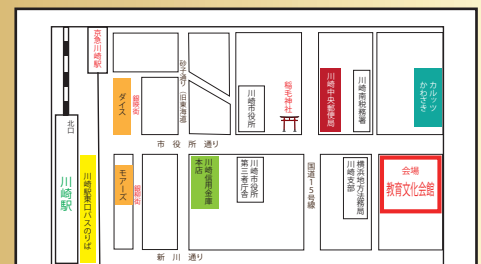 京急川崎駅
北口
川崎駅
川崎駅東口バスのりば
ダイス
銀座街
砂子通り(旧東海道
川崎市役所
稲毛神社
川崎中央郵便局
川崎南税務署
カルッツ
かわさき
市役所通り
モアーズ
銀柳街
川崎信用金庫
本店
川崎市役所
第三者庁舎
国道15号線
横浜地方法務局
川崎支部
会場
教育文化会館
新川通り